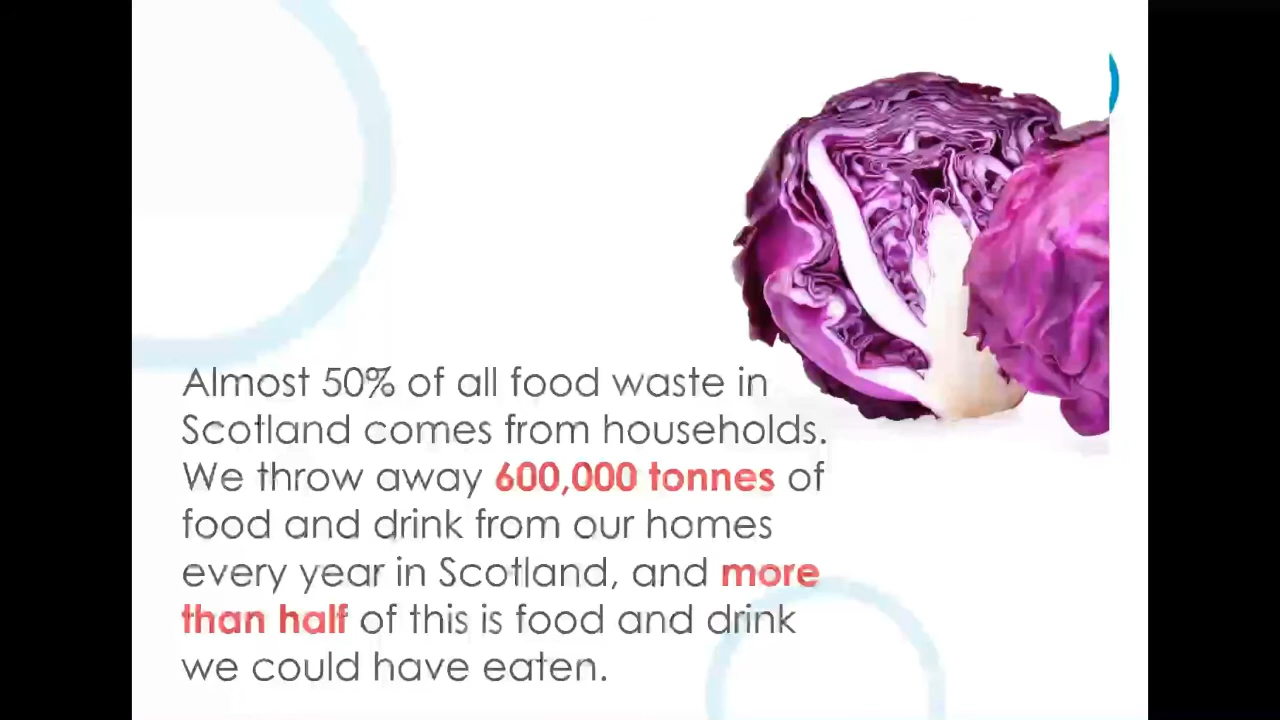 Almost 50% of all food waste in
Scotland comes from households.
We throw away 600,000 tonnes of
food and drink from our homes
every year in Scotland, and more
than half of this is food and drink
we could have eaten.